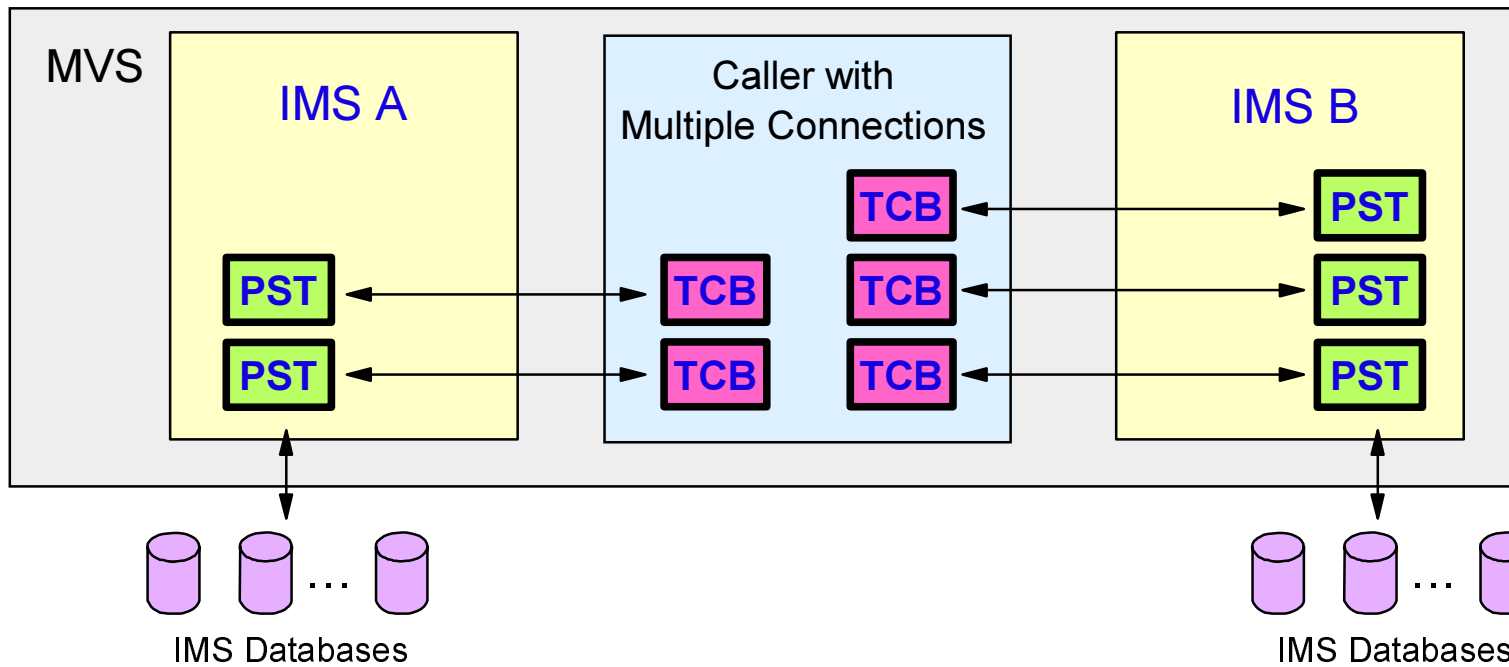 MVS
IMS A
Caller with
Multiple Connections
IMS B
TCB
PST
PST
TCB
TCB
PST
PST
TCB
TCB
PST
...
...
IMS Databases
IMS Databases